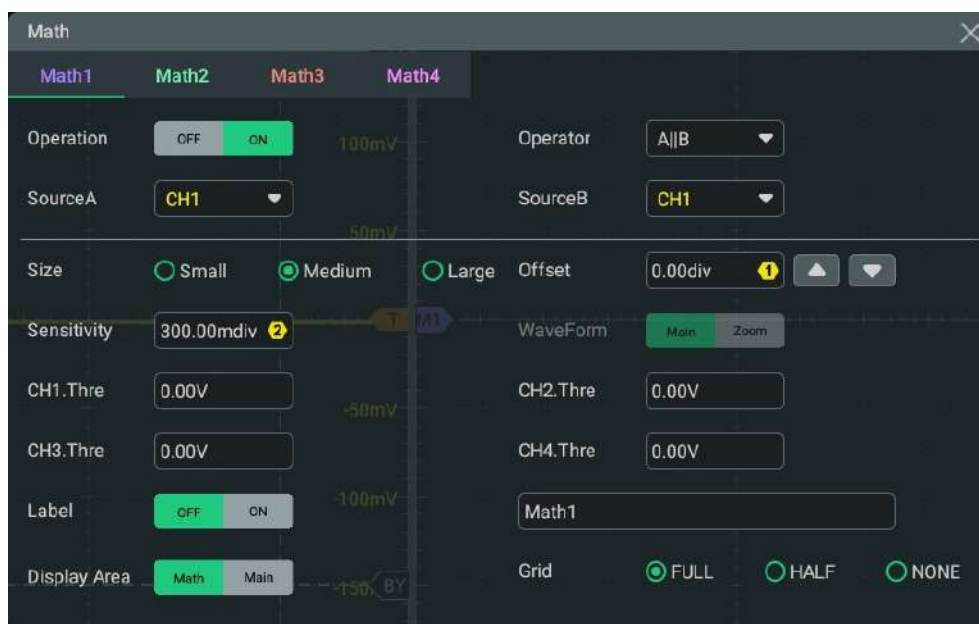 Math
Math1 Math2 Math3 Math4
Operation OFF ON 100mV Operator A||B
SourceA CH1 SourceB CH1
50mV
Size Small Medium Large Offset 0.00div 1
Sensitivity 300.00mdiv 2 T M1 WaveForm Main Zoom
CH1.Thre 0.00V CH2.Thre 0.00V
-50mV
CH3.Thre 0.00V CH4.Thre 0.00V
Label OFF ON -100mV Math1
Display Area Math Main BY Grid FULL HALF NONE